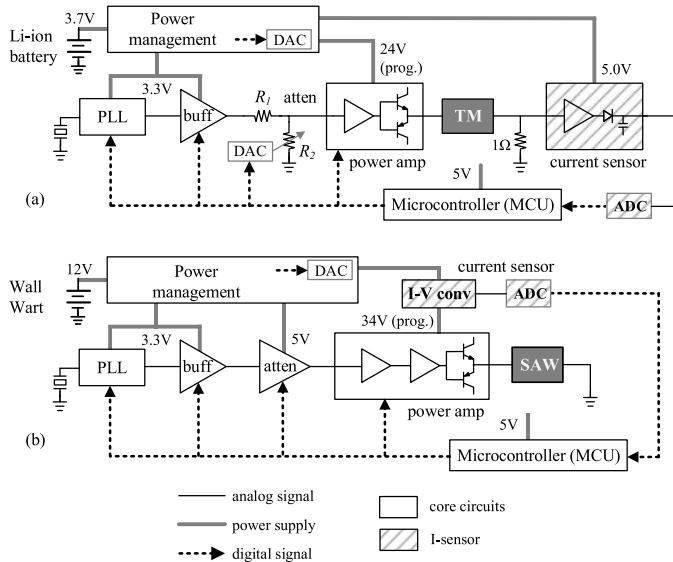 3.7V
Power management
DAC
Li-ion battery
24V (prog.)
5.0V
3.3V
PLL
buff
R1
atten
TM
DAC
R2
1Ω
power amp
current sensor
5V
(a)
Microcontroller (MCU)
ADC
12V
Power management
DAC
current sensor
Wall Wart
I-V conv
ADC
3.3V
5V
34V (prog.)
PLL
buff
atten
SAW
power amp
(b)
5V
Microcontroller (MCU)
analog signal
core circuits
power supply
I-sensor
digital signal